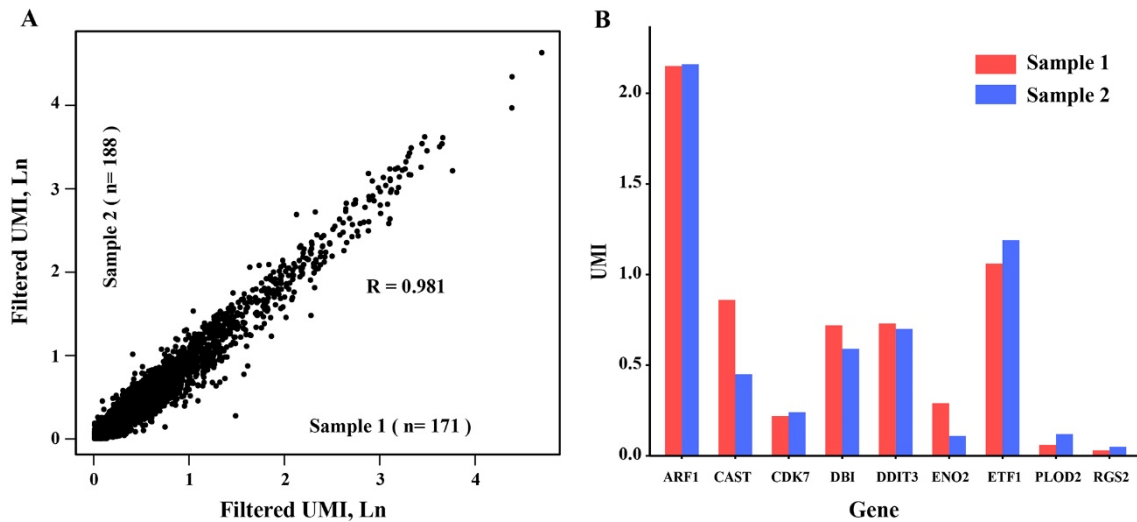 A
Filtered UMI, Ln
Sample 2 ( n= 188 )
4
3
2
1
0
R = 0.981
Sample 1 ( n= 171 )
0 1 2 3 4
Filtered UMI, Ln
B
UMI
2.0
1.5
1.0
0.5
0.0
Sample 1
Sample 2
ARF1 CAST CDK7 DBI DDIT3 ENO2 ETF1 PLOD2 RGS2
Gene